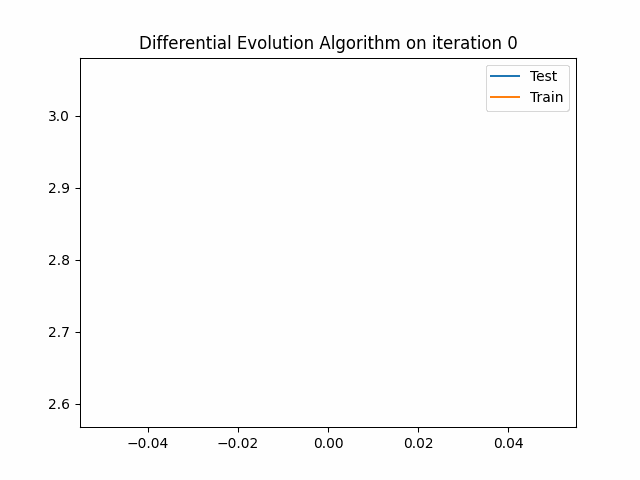 Differential Evolution Algorithm on iteration 0
Test
Train
3.0
2.9
2.8
2.7
2.6
−0.04 −0.02 0.00 0.02 0.04